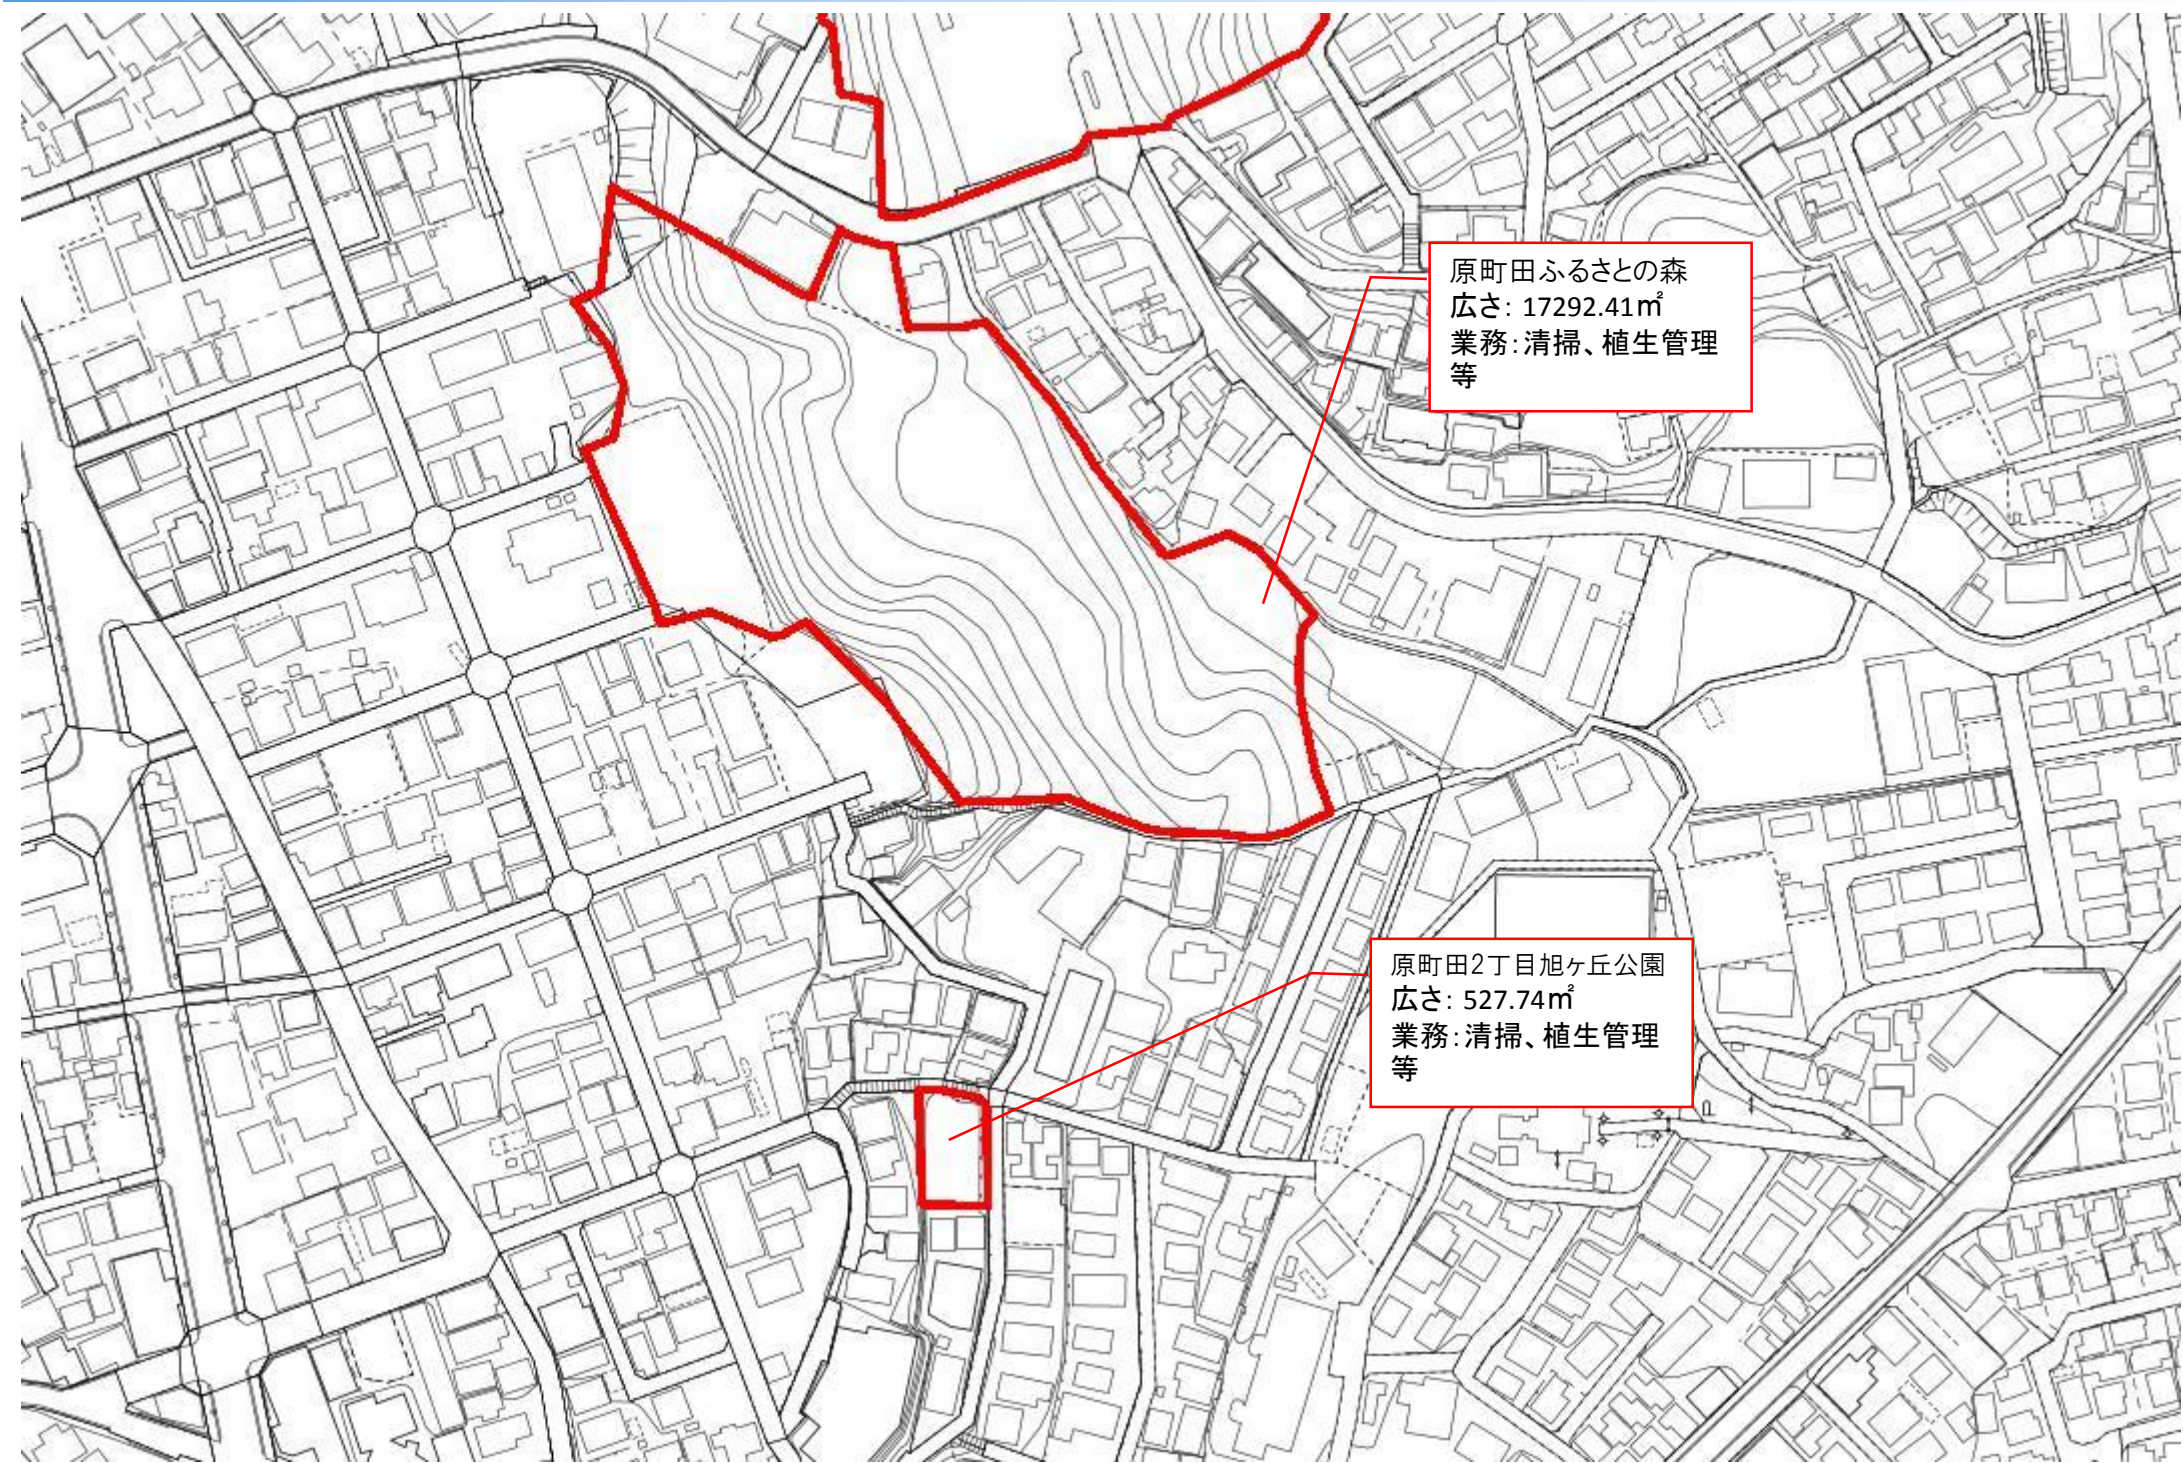 原町田ふるさとの森
広さ：17292.41㎡
業務：清掃、植生管理
等
原町田2丁目旭ヶ丘公園
広さ：527.74㎡
業務：清掃、植生管理
等